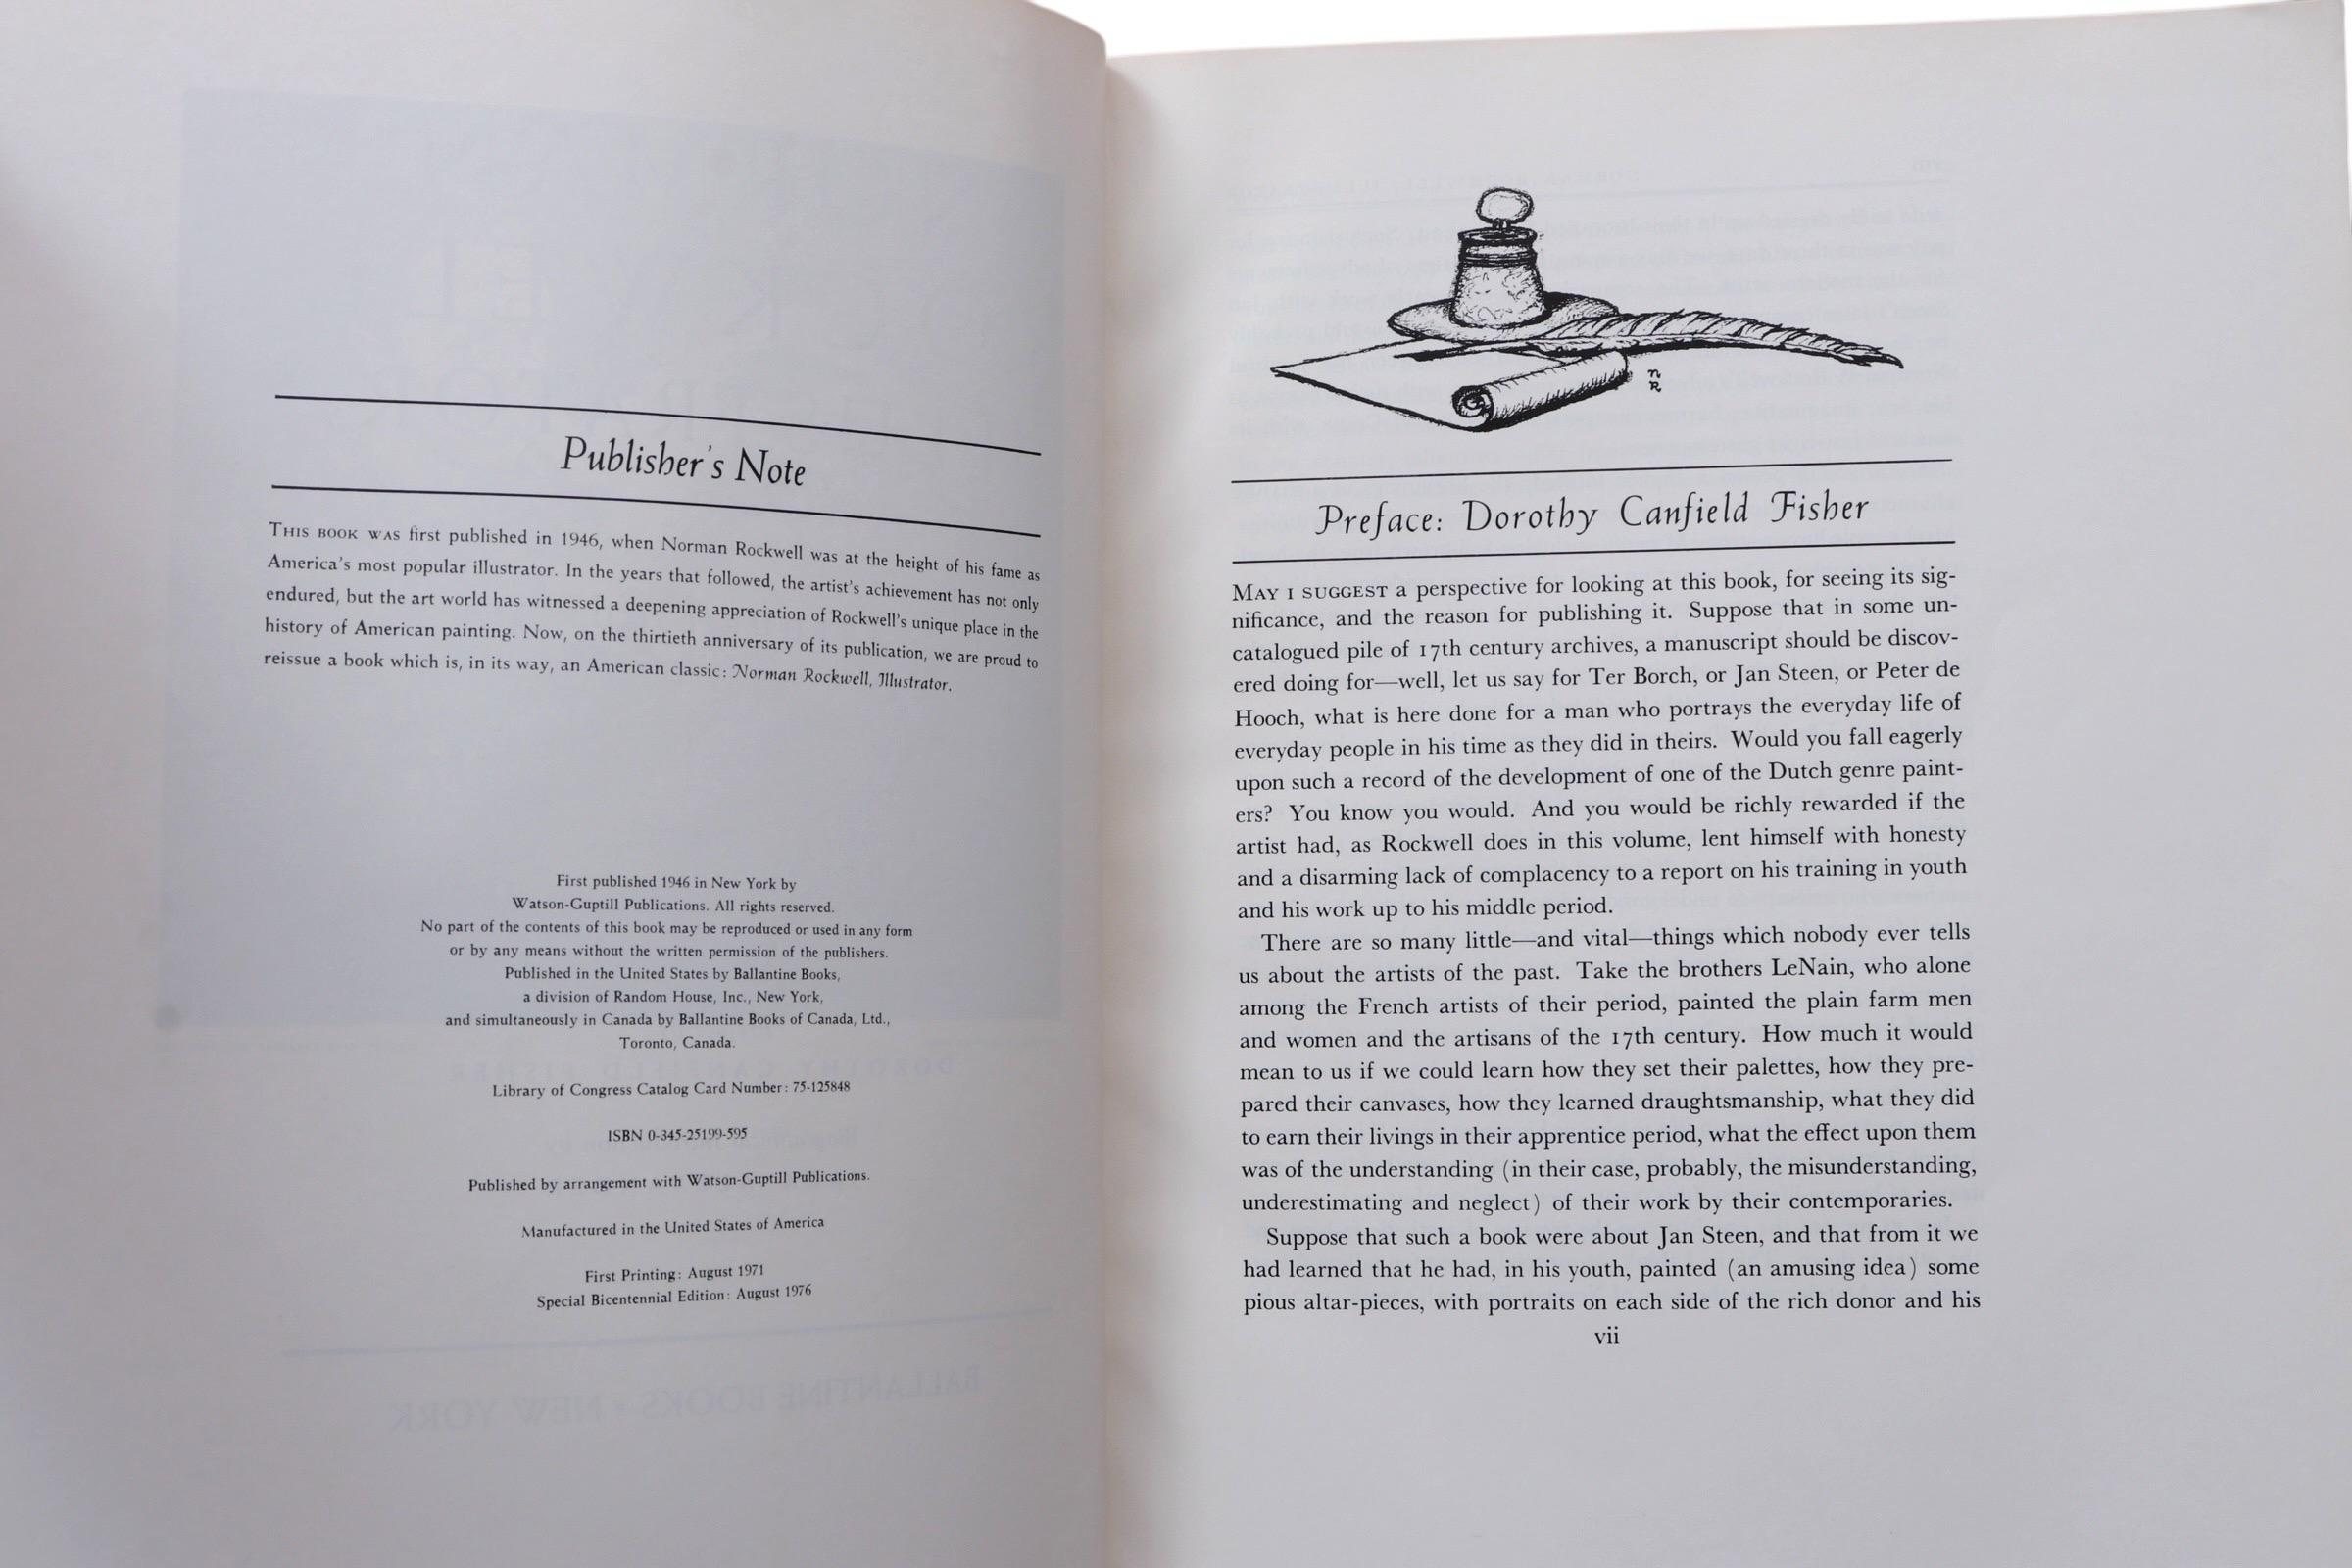 Publisher's Note
THIS BOOK WAS first published in 1946, when Norman Rockwell was at the height of his fame as
America's most popular illustrator. In the years that followed, the artist's achievement has not only
endured, but the art world has witnessed a deepening appreciation of Rockwell's unique place in the
history of American painting. Now, on the thirtieth anniversary of its publication, we are proud to
reissue a book which is, in its way, an American classic: Norman Rockwell, Illustrator.
First published 1946 in New York by
Watson-Guptill Publications. All rights reserved.
No part of the contents of this book may be reproduced or used in any form
or by any means without the written permission of the publishers.
Published in the United States by Ballantine Books,
a division of Random House, Inc., New York,
and simultaneously in Canada by Ballantine Books of Canada, Ltd.,
Toronto, Canada.
Library of Congress Catalog Card Number: 75-125848
ISBN 0-345-25199-595
Published by arrangement with Watson-Guptill Publications.
Manufactured in the United States of America
First Printing: August 1971
Special Bicentennial Edition: August 1976
BALLANTINE BOOKS • NEW YORK
NR
Preface: Dorothy Canfield Fisher
MAY I SUGGEST a perspective for looking at this book, for seeing its sig-
nificance, and the reason for publishing it. Suppose that in some un-
catalogued pile of 17th century archives, a manuscript should be discov-
ered doing for—well, let us say for Ter Borch, or Jan Steen, or Peter de
Hooch, what is here done for a man who portrays the everyday life of
everyday people in his time as they did in theirs. Would you fall eagerly
upon such a record of the development of one of the Dutch genre paint-
ers? You know you would. And you would be richly rewarded if the
artist had, as Rockwell does in this volume, lent himself with honesty
and a disarming lack of complacency to a report on his training in youth
and his work up to his middle period.
There are so many little—and vital—things which nobody ever tells
us about the artists of the past. Take the brothers LeNain, who alone
among the French artists of their period, painted the plain farm men
and women and the artisans of the 17th century. How much it would
mean to us if we could learn how they set their palettes, how they pre-
pared their canvases, how they learned draughtsmanship, what they did
to earn their livings in their apprentice period, what the effect upon them
was of the understanding (in their case, probably, the misunderstanding,
underestimating and neglect) of their work by their contemporaries.
Suppose that such a book were about Jan Steen, and that from it we
had learned that he had, in his youth, painted (an amusing idea) some
pious altar-pieces, with portraits on each side of the rich donor and his
vii